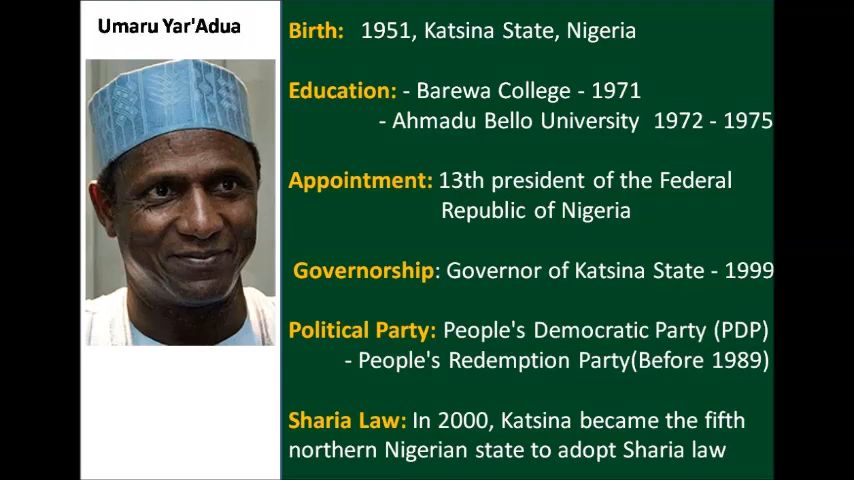 Umaru Yar'Adua
Birth: 1951, Katsina State, Nigeria
Education: - Barewa College - 1971
- Ahmadu Bello University 1972 - 1975
Appointment: 13th president of the Federal
Republic of Nigeria
Governorship: Governor of Katsina State - 1999
Political Party: People's Democratic Party (PDP)
- People's Redemption Party(Before 1989)
Sharia Law: In 2000, Katsina became the fifth
northern Nigerian state to adopt Sharia law